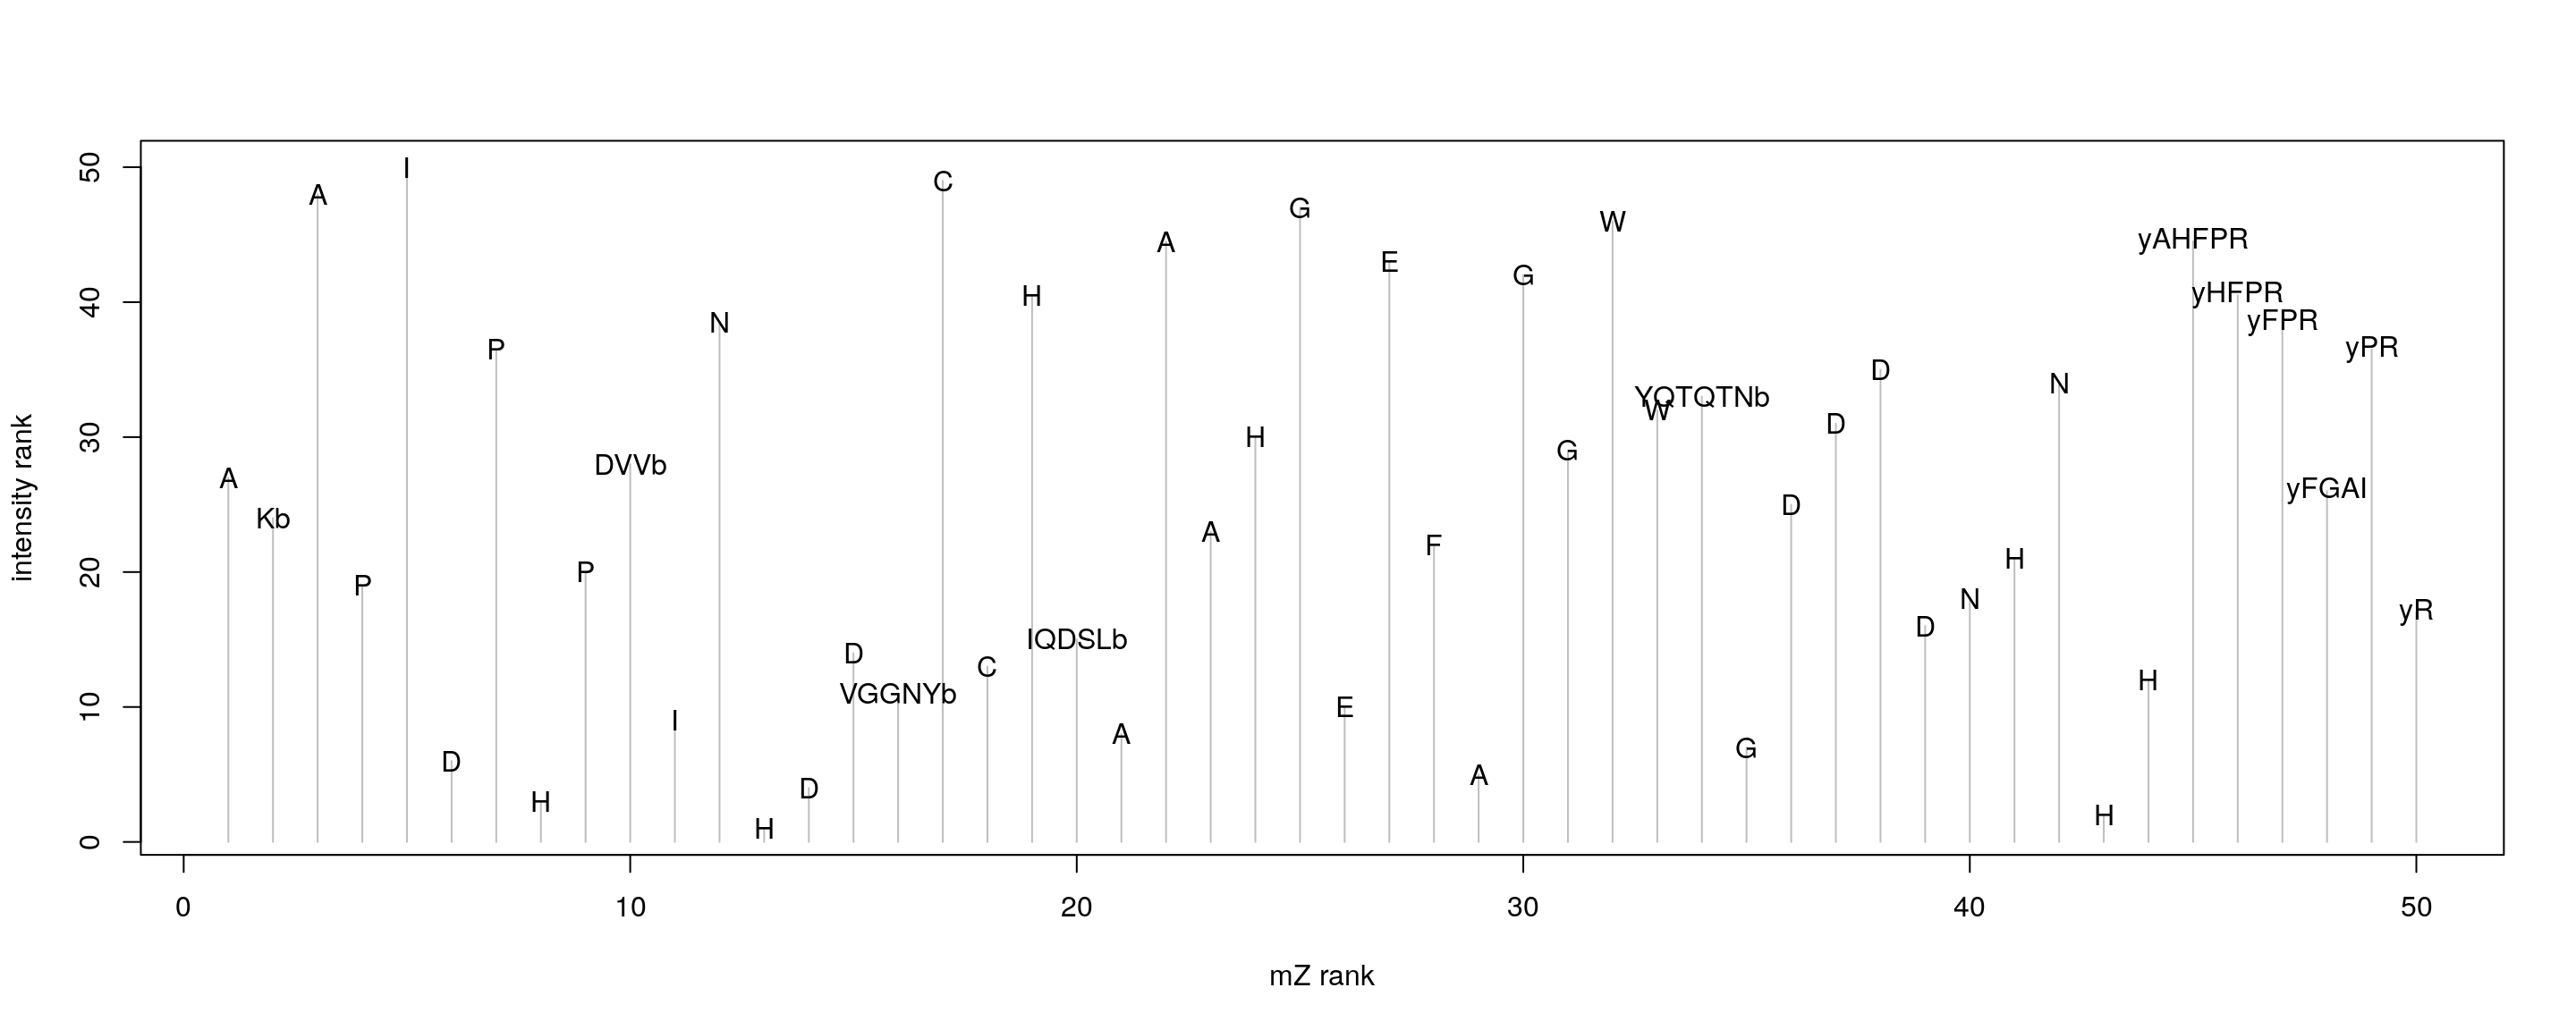 50
40
30
20
10
0
intensity rank
A
Kb
A
P
I
D
P
H
P
DVVb
I
N
H
D
D
VGGNYb
C
C
H
IQDSLb
A
A
A
H
G
E
E
F
A
G
G
W
W
YQTQTNb
G
D
D
D
D
N
H
N
H
H
yAHFPR
yHFPR
yFPR
yFGAI
yPR
yR
0 10 20 30 40 50
mZ rank